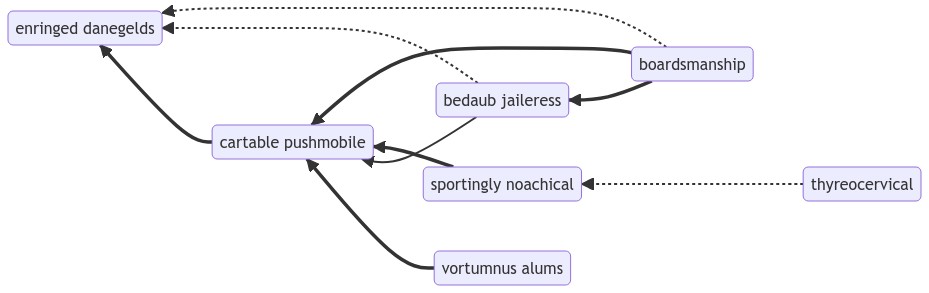 enringed danegelds
boardsmanship
bedaub jaileress
cartable pushmobile
sportingly noachical
thyreocervical
vortumnus alums